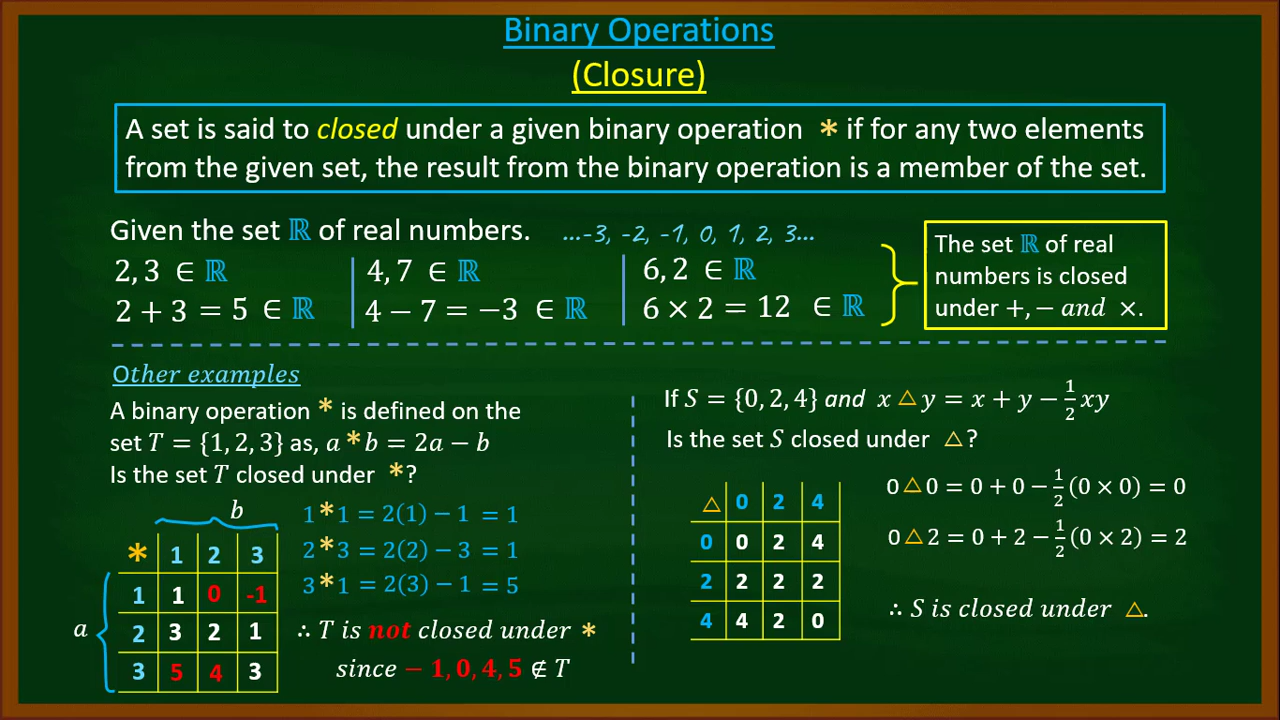 Binary Operations
(Closure)
A set is said to closed under a given binary operation * if for any two elements
from the given set, the result from the binary operation is a member of the set.
Given the set ℝ of real numbers. ...-3, -2, -1, 0, 1, 2, 3...
2, 3 ∈ ℝ
2 + 3 = 5 ∈ ℝ
4, 7 ∈ ℝ
4 − 7 = −3 ∈ ℝ
6, 2 ∈ ℝ
6 × 2 = 12 ∈ ℝ
The set ℝ of real
numbers is closed
under +, − and ×.
Other examples
A binary operation * is defined on the
set T = {1, 2, 3} as, a * b = 2a − b
Is the set T closed under *?
b
a
* 1 2 3
1 1 0 -1
2 3 2 1
3 5 4 3
1 * 1 = 2(1) − 1 = 1
2 * 3 = 2(2) − 3 = 1
3 * 1 = 2(3) − 1 = 5
∴ T is not closed under *
since − 1, 0, 4, 5 ∉ T
If S = {0, 2, 4} and x △ y = x + y − 1/2 xy
Is the set S closed under △?
△ 0 2 4
0 0 2 4
2 2 2 2
4 4 2 0
0 △ 0 = 0 + 0 − 1/2 (0 × 0) = 0
0 △ 2 = 0 + 2 − 1/2 (0 × 2) = 2
∴ S is closed under △.